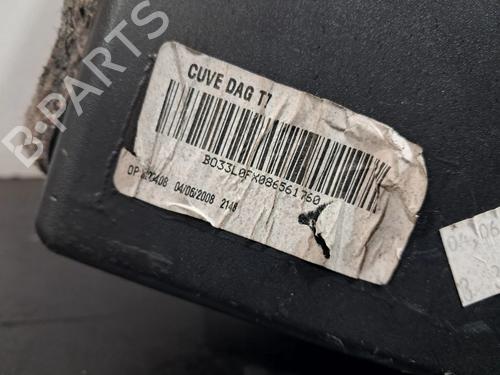 CUVE DAG T7
B033L0FX086561760
OP 04/06/2008 2148
B-PARTS